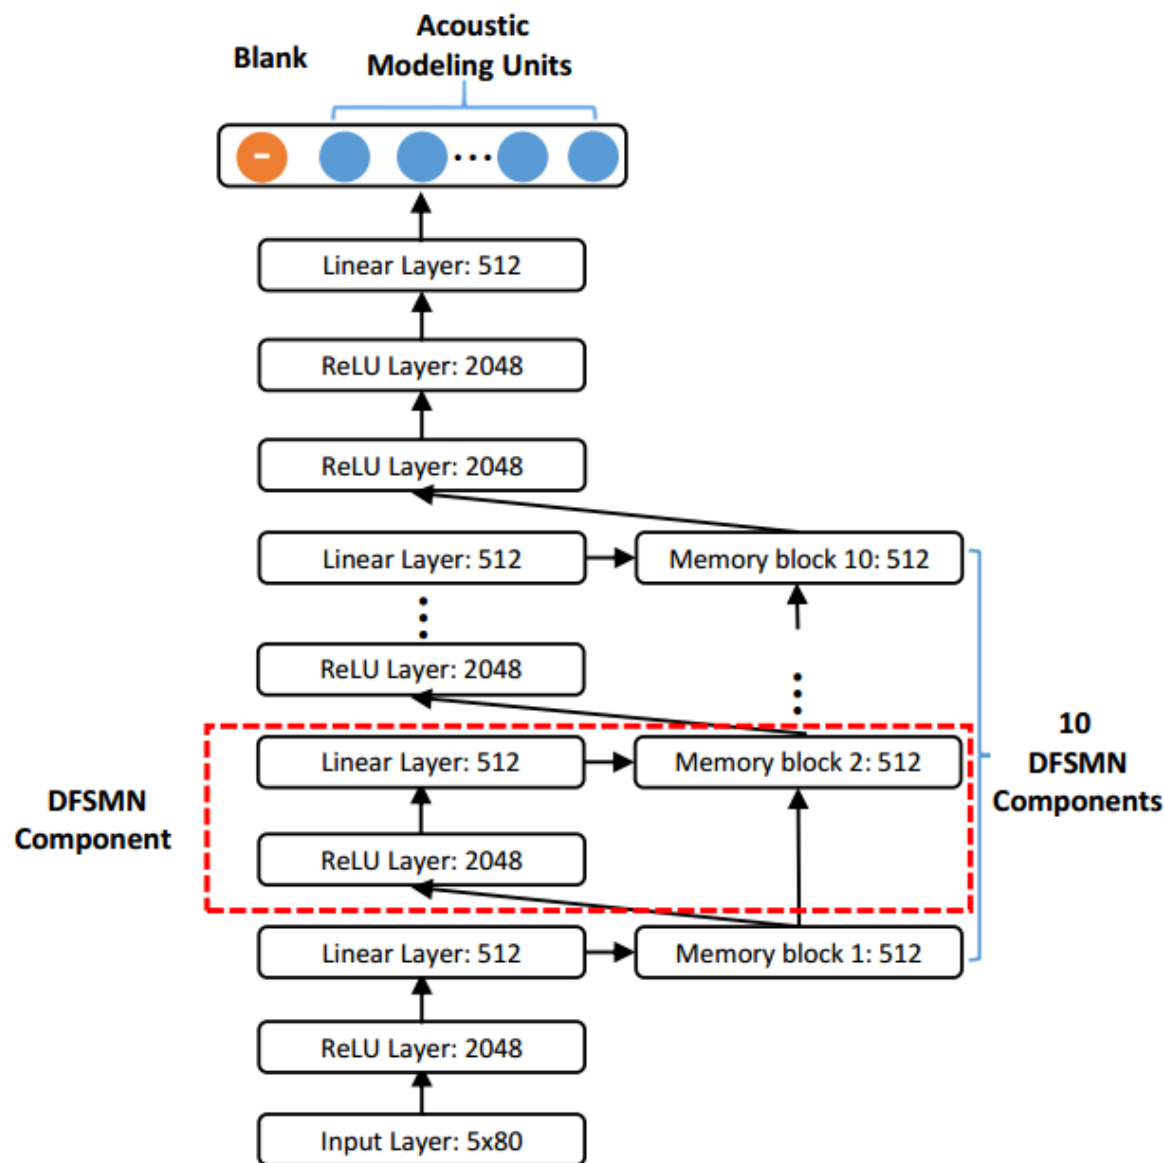 Blank
Acoustic
Modeling Units
-
Linear Layer: 512
ReLU Layer: 2048
ReLU Layer: 2048
Linear Layer: 512
Memory block 10: 512
ReLU Layer: 2048
Linear Layer: 512
Memory block 2: 512
10
DFSMN
Components
DFSMN
Component
ReLU Layer: 2048
Linear Layer: 512
Memory block 1: 512
ReLU Layer: 2048
Input Layer: 5x80